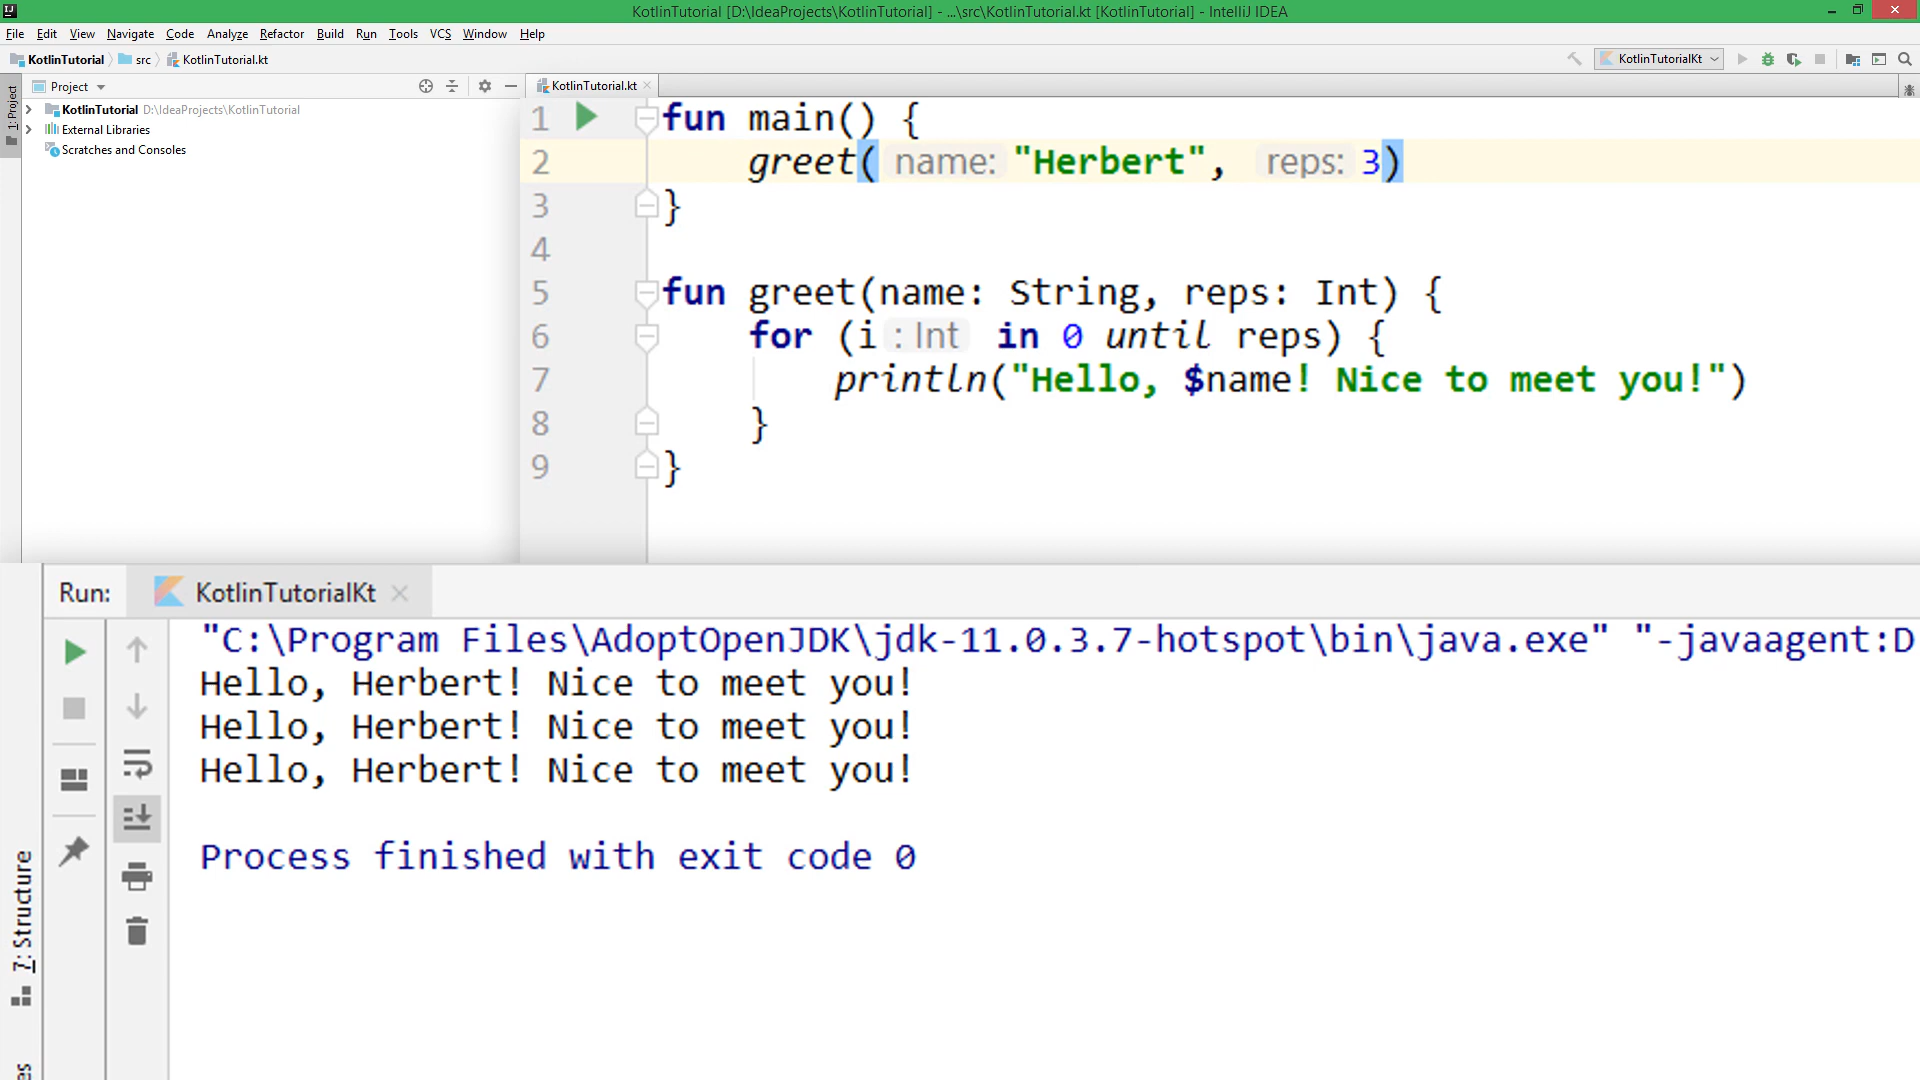 KotlinTutorial [D:\IdeaProjects\KotlinTutorial] - ...\src\KotlinTutorial.kt [KotlinTutorial] - IntelliJ IDEA
File Edit View Navigate Code Analyze Refactor Build Run Tools VCS Window Help
KotlinTutorial src KotlinTutorial.kt KotlinTutorialKt
1: Project
Project
KotlinTutorial D:\IdeaProjects\KotlinTutorial
External Libraries
Scratches and Consoles
KotlinTutorial.kt
1 fun main() {
2 greet( name: "Herbert", reps: 3)
3 }
4
5 fun greet(name: String, reps: Int) {
6 for (i : Int in 0 until reps) {
7 println("Hello, $name! Nice to meet you!")
8 }
9 }
Run: KotlinTutorialKt
"C:\Program Files\AdoptOpenJDK\jdk-11.0.3.7-hotspot\bin\java.exe" "-javaagent:D
Hello, Herbert! Nice to meet you!
Hello, Herbert! Nice to meet you!
Hello, Herbert! Nice to meet you!
Process finished with exit code 0
7: Structure